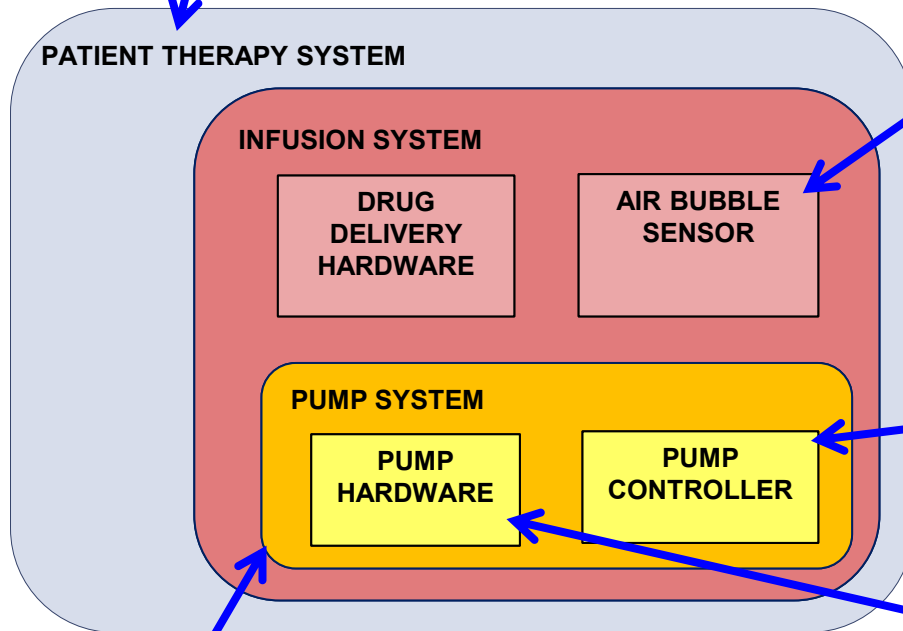 PATIENT THERAPY SYSTEM
INFUSION SYSTEM
DRUG
DELIVERY
HARDWARE
AIR BUBBLE
SENSOR
PUMP SYSTEM
PUMP
HARDWARE
PUMP
CONTROLLER